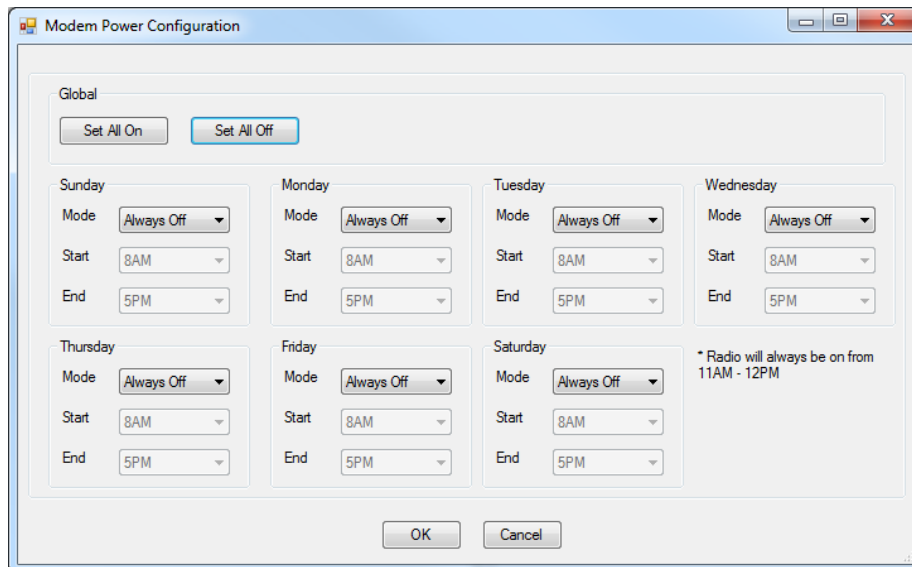 Modem Power Configuration
Global
Set All On
Set All Off
Sunday
Mode
Always Off
Start
8AM
End
5PM
Monday
Mode
Always Off
Start
8AM
End
5PM
Tuesday
Mode
Always Off
Start
8AM
End
5PM
Wednesday
Mode
Always Off
Start
8AM
End
5PM
Thursday
Mode
Always Off
Start
8AM
End
5PM
Friday
Mode
Always Off
Start
8AM
End
5PM
Saturday
Mode
Always Off
Start
8AM
End
5PM
* Radio will always be on from
11AM - 12PM
OK
Cancel